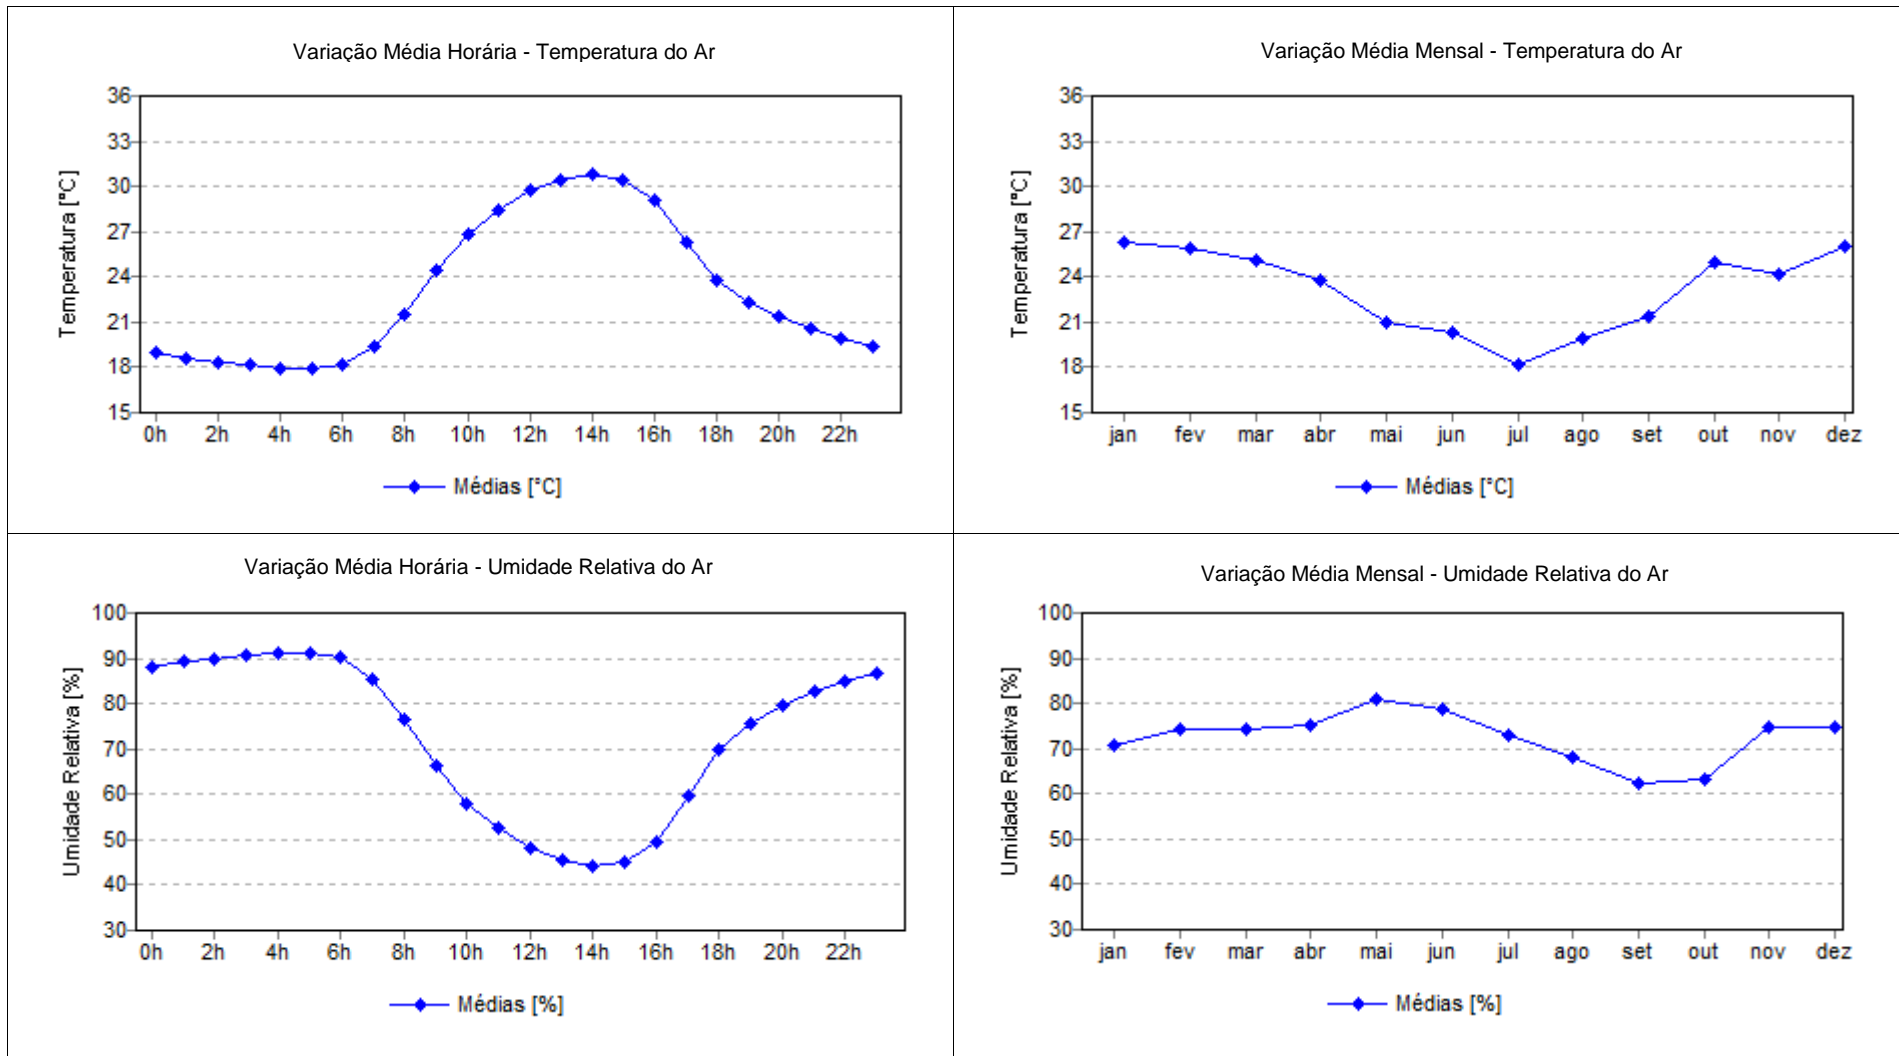 Variação Média Horária - Temperatura do Ar
36
33
30
27
24
21
18
15
Temperatura [°C]
0h 2h 4h 6h 8h 10h 12h 14h 16h 18h 20h 22h
Médias [°C]
Variação Média Mensal - Temperatura do Ar
36
33
30
27
24
21
18
15
Temperatura [°C]
jan fev mar abr mai jun jul ago set out nov dez
Médias [°C]
Variação Média Horária - Umidade Relativa do Ar
100
90
80
70
60
50
40
30
Umidade Relativa [%]
0h 2h 4h 6h 8h 10h 12h 14h 16h 18h 20h 22h
Médias [%]
Variação Média Mensal - Umidade Relativa do Ar
100
90
80
70
60
50
40
30
Umidade Relativa [%]
jan fev mar abr mai jun jul ago set out nov dez
Médias [%]